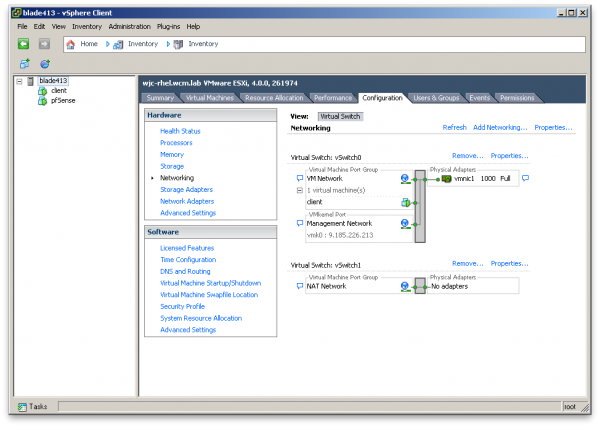 blade413 - vSphere Client
File Edit View Inventory Administration Plug-ins Help
Home Inventory Inventory
blade413
client
pfSense
wjc-rhel.wcm.lab VMware ESXi, 4.0.0, 261974
Summary Virtual Machines Resource Allocation Performance Configuration Users & Groups Events Permissions
Hardware
Health Status
Processors
Memory
Storage
Networking
Storage Adapters
Network Adapters
Advanced Settings
Software
Licensed Features
Time Configuration
DNS and Routing
Virtual Machine Startup/Shutdown
Virtual Machine Swapfile Location
Security Profile
System Resource Allocation
Advanced Settings
View: Virtual Switch
Networking Refresh Add Networking... Properties...
Virtual Switch: vSwitch0 Remove... Properties...
Virtual Machine Port Group Physical Adapters
VM Network vmnic1 1000 Full
1 virtual machine(s)
client
VMkernel Port
Management Network
vmk0 : 9.185.226.213
Virtual Switch: vSwitch1 Remove... Properties...
Virtual Machine Port Group Physical Adapters
NAT Network No adapters
Tasks root